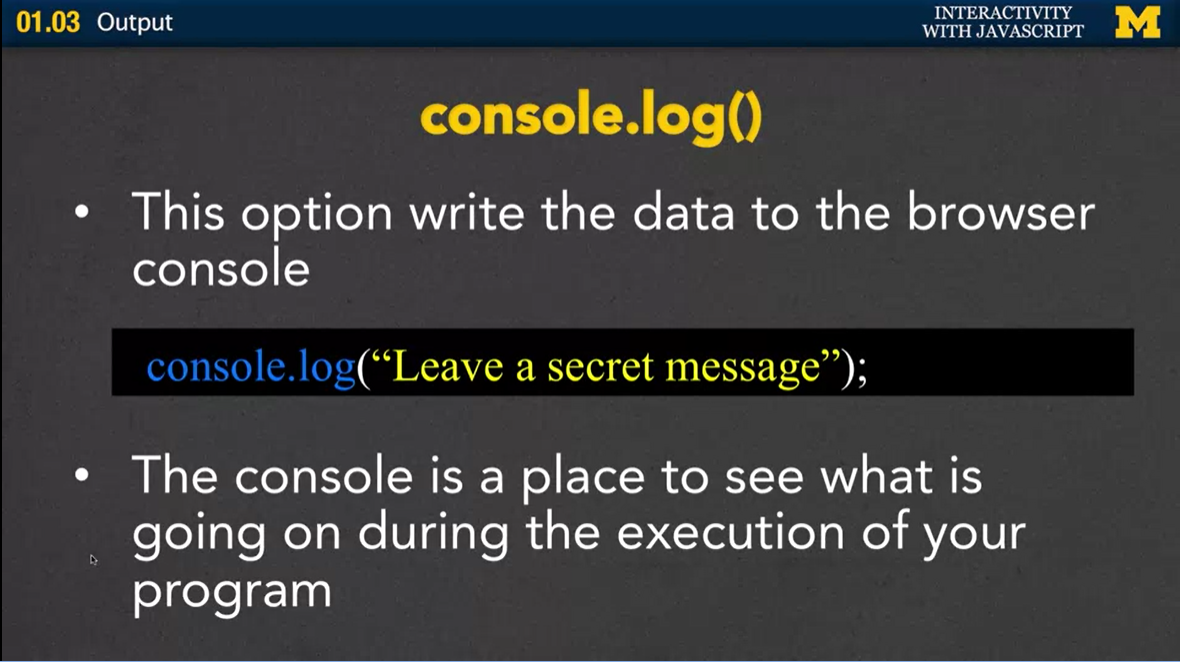 01.03 Output
INTERACTIVITY
WITH JAVASCRIPT
M
console.log()
• This option write the data to the browser
console
console.log(“Leave a secret message”);
• The console is a place to see what is
going on during the execution of your
program